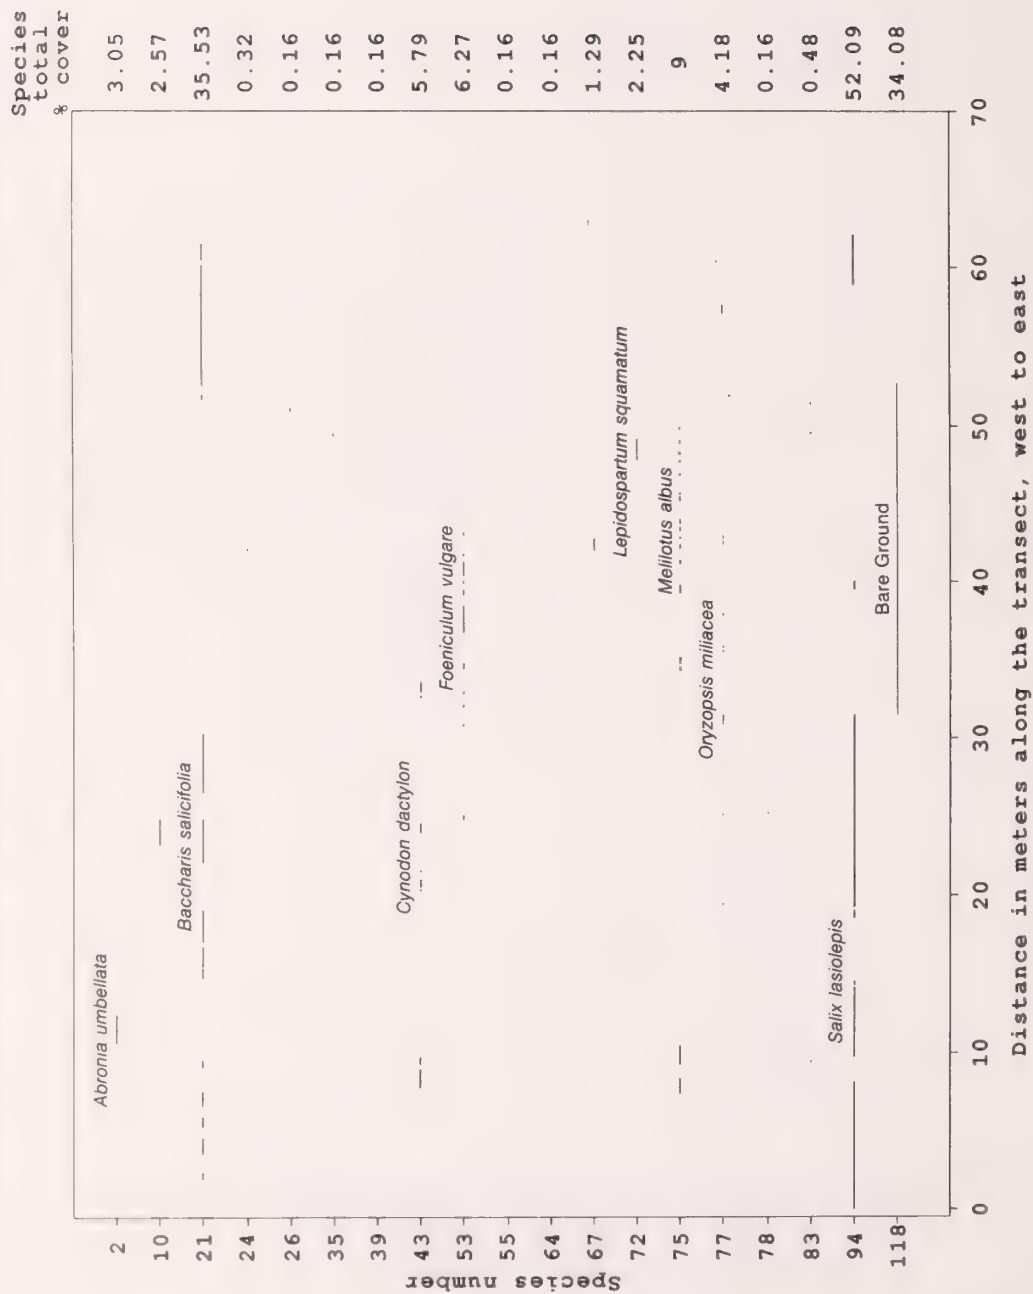 Species
total
% cover
2
3.05
Abronia umbellata
10
2.57
21
35.53
Baccharis salicifolia
24
0.32
26
0.16
35
0.16
39
0.16
43
5.79
Cynodon dactylon
53
6.27
Foeniculum vulgare
55
0.16
64
0.16
67
1.29
72
2.25
Lepidospartum squamatum
75
9
Melilotus albus
77
4.18
Oryzopsis miliacea
78
0.16
83
0.48
94
52.09
Salix lasiolepis
118
34.08
Bare Ground
Species number
0 10 20 30 40 50 60 70
Distance in meters along the transect, west to east